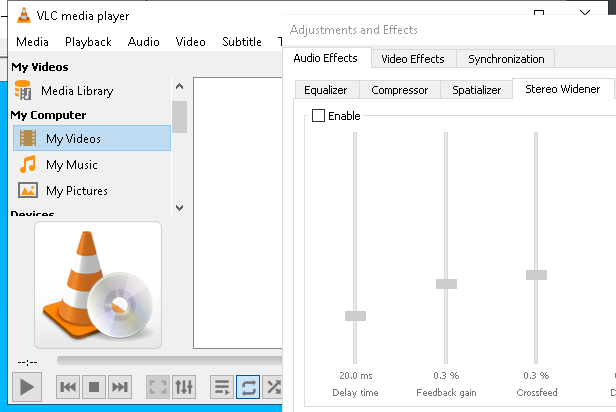 VLC media player
Media Playback Audio Video Subtitle
My Videos
Media Library
My Computer
My Videos
My Music
My Pictures
Devices
--:--
Adjustments and Effects
Audio Effects Video Effects Synchronization
Equalizer Compressor Spatializer Stereo Widener
Enable
20.0 ms 0.3 % 0.3 %
Delay time Feedback gain Crossfeed